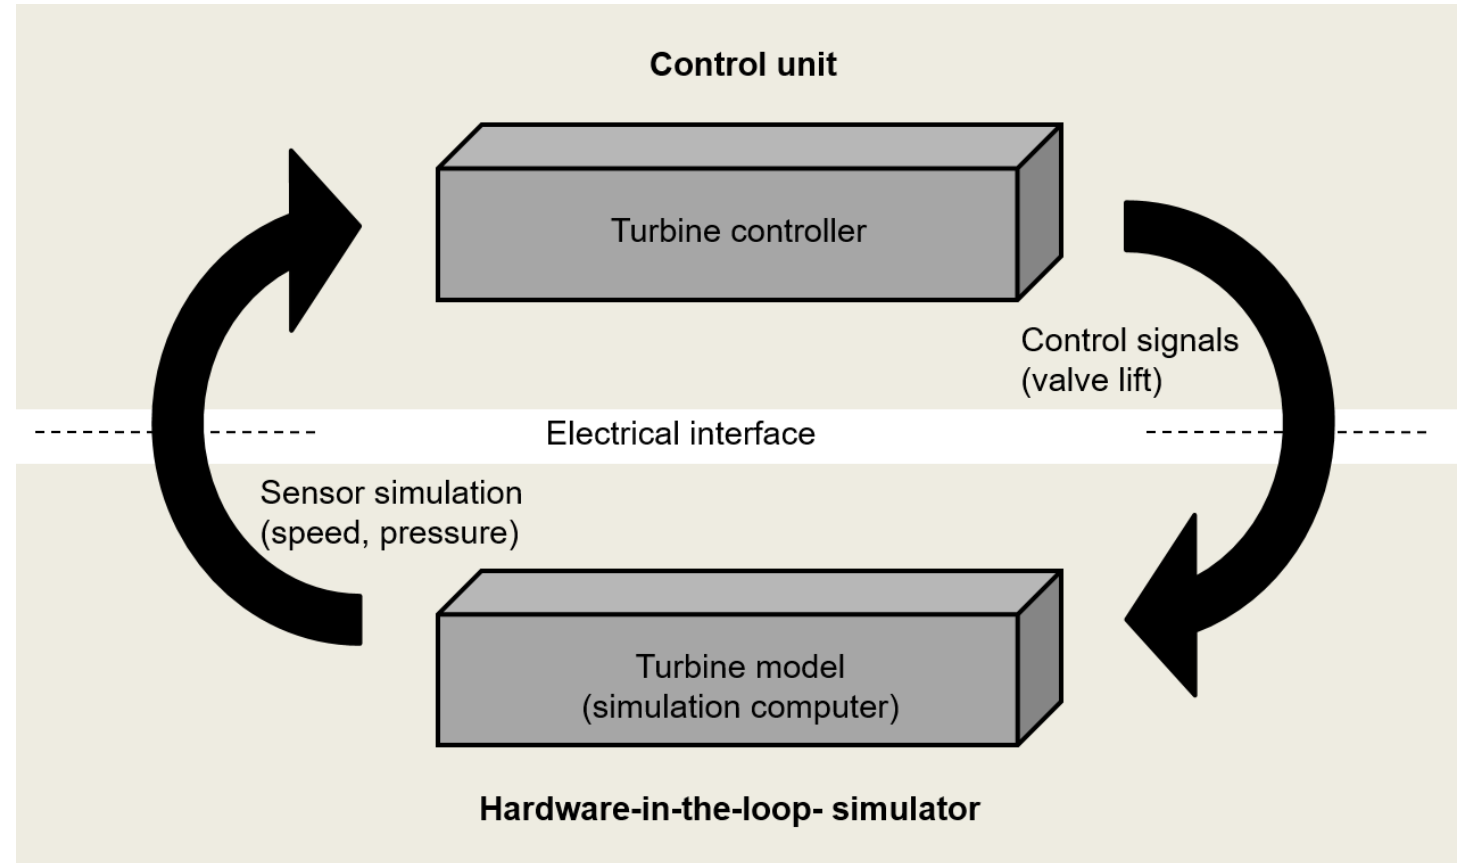 Control unit
Turbine controller
Control signals
(valve lift)
Electrical interface
Sensor simulation
(speed, pressure)
Turbine model
(simulation computer)
Hardware-in-the-loop- simulator